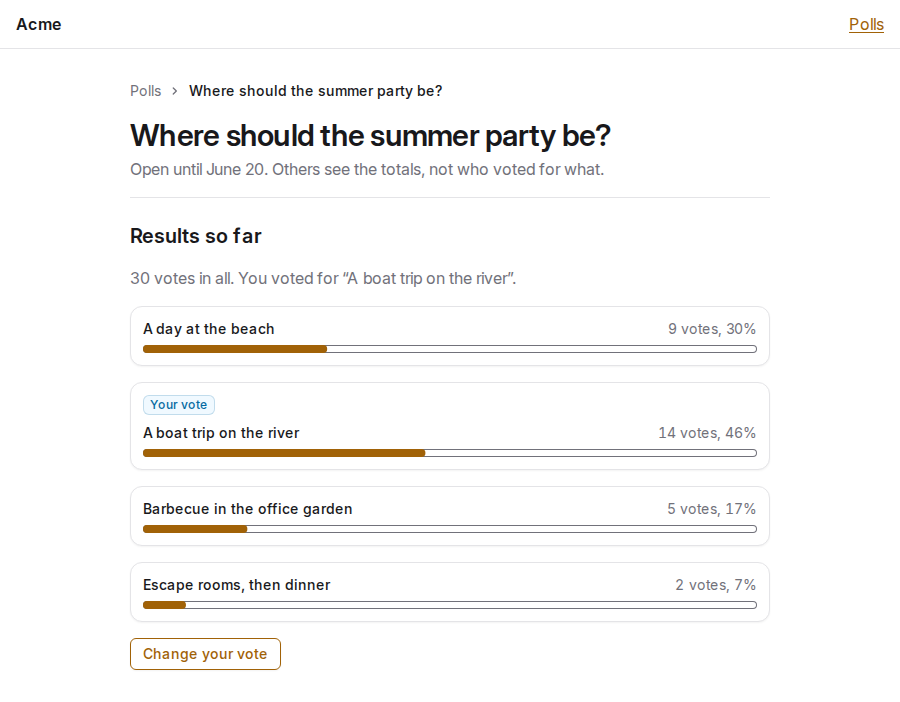 Acme
Polls
Polls
Where should the summer party be?
Where should the summer party be?
Open until June 20. Others see the totals, not who voted for what.
Results so far
30 votes in all. You voted for “A boat trip on the river”.
A day at the beach
9 votes, 30%
Your vote
A boat trip on the river
14 votes, 46%
Barbecue in the office garden
5 votes, 17%
Escape rooms, then dinner
2 votes, 7%
Change your vote